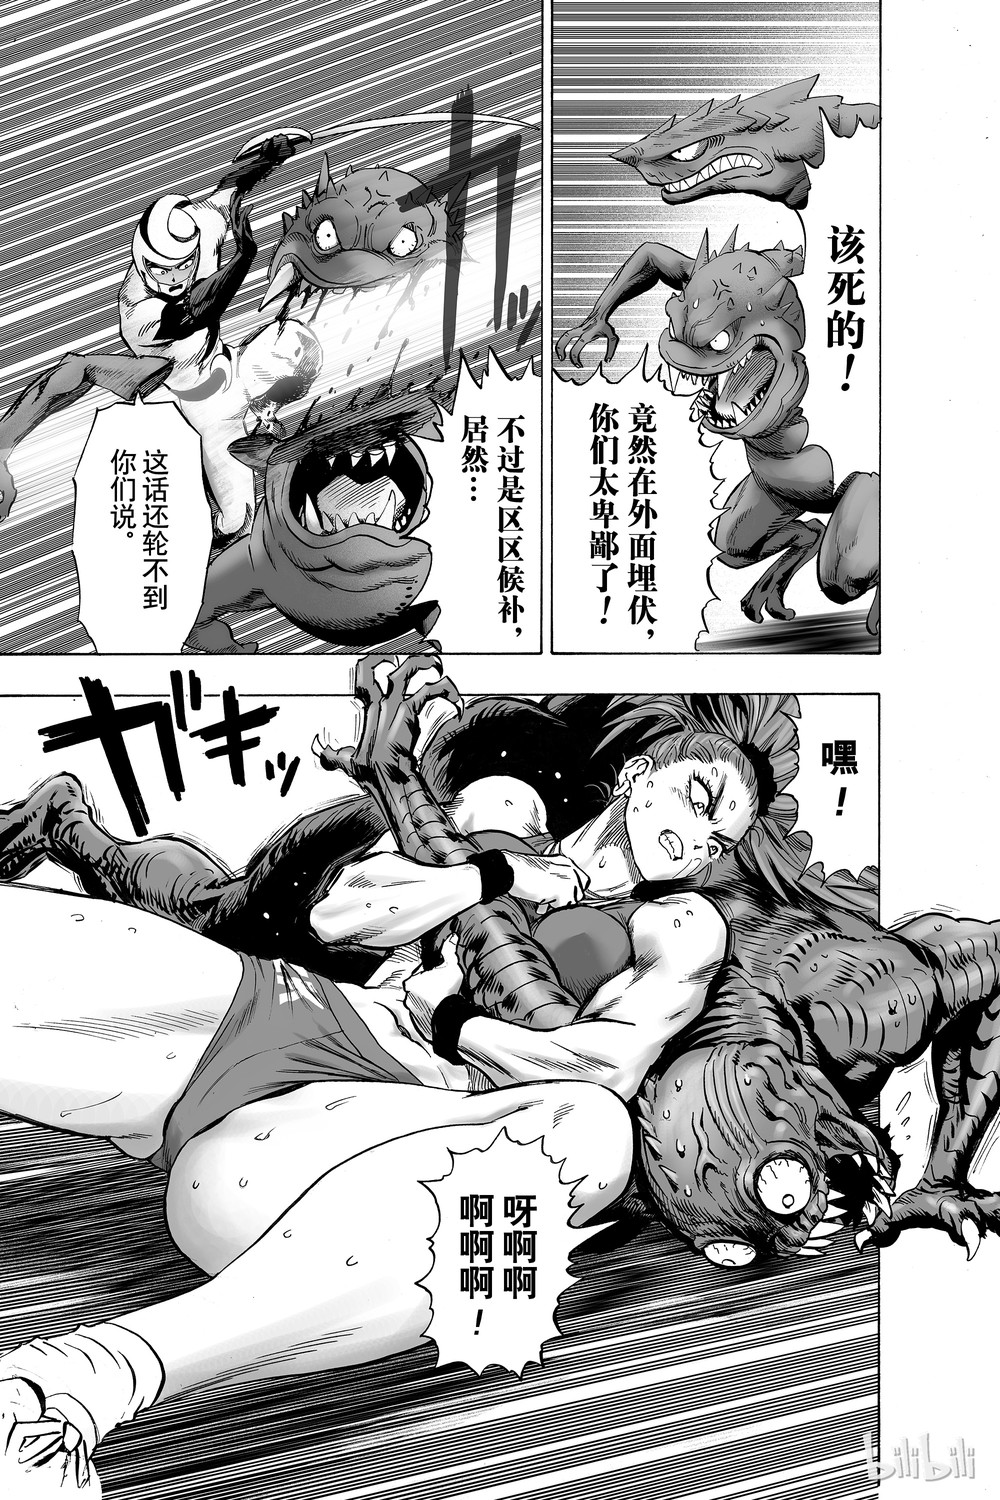 该死的！
竟然在外面埋伏，
你们太卑鄙了！
不过是区区候补，
居然…
这话还轮不到
你们说。
ガッ
嘿！
ガキッ
呀啊啊
啊啊啊！
bilibili